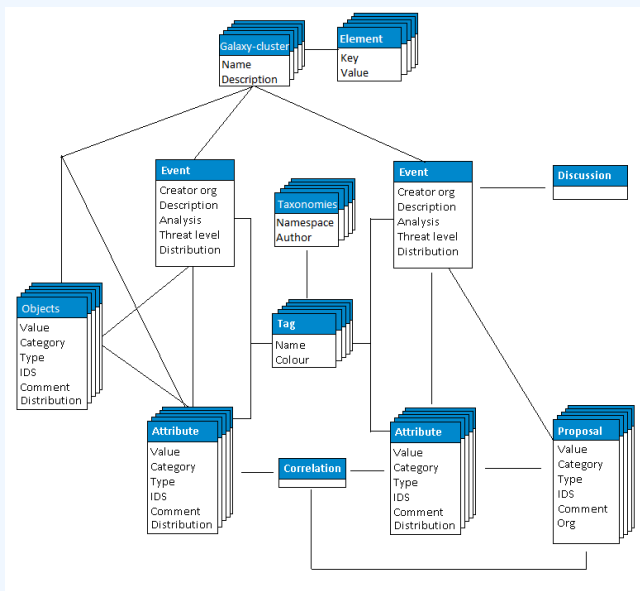 Galaxy-cluster
Name
Description
Element
Key
Value
Event
Creator org
Description
Analysis
Threat level
Distribution
Taxonomies
Namespace
Author
Event
Creator org
Description
Analysis
Threat level
Distribution
Discussion
Objects
Value
Category
Type
IDS
Comment
Distribution
Tag
Name
Colour
Attribute
Value
Category
Type
IDS
Comment
Distribution
Correlation
Attribute
Value
Category
Type
IDS
Comment
Distribution
Proposal
Value
Category
Type
IDS
Comment
Org